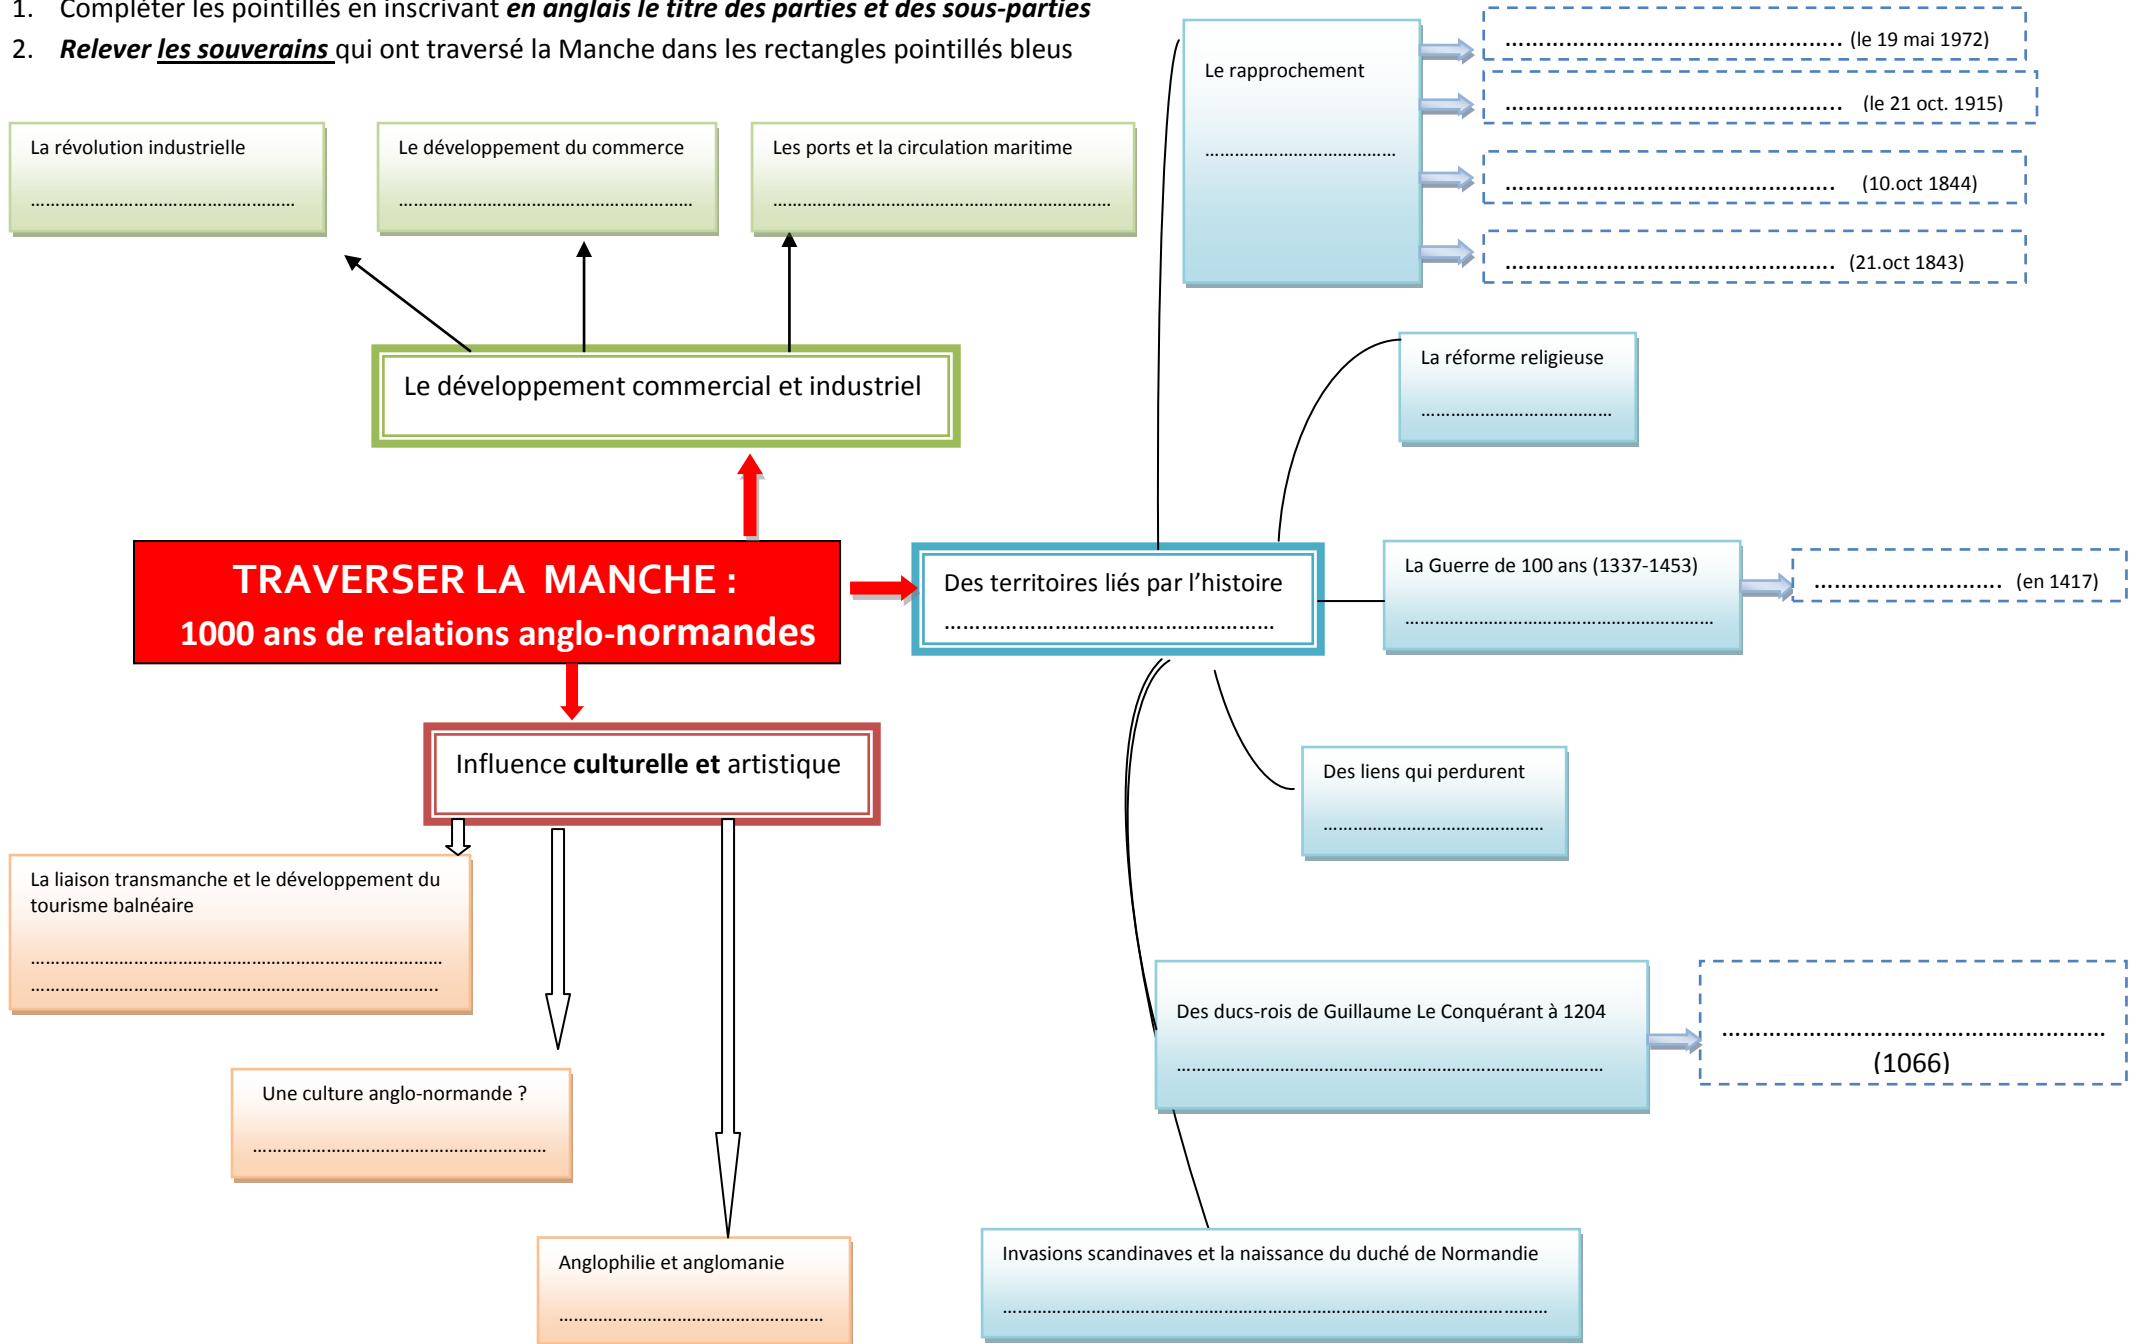 1. Compléter les pointillés en inscrivant en anglais le titre des parties et des sous-parties
2. Relever les souverains qui ont traversé la Manche dans les rectangles pointillés bleus
La révolution industrielle
……………………………………………
Le développement du commerce
…………………………………………………
Les ports et la circulation maritime
…………………………………………………………
Le développement commercial et industriel
TRAVERSER LA MANCHE :
1000 ans de relations anglo-normandes
Influence culturelle et artistique
La liaison transmanche et le développement du
tourisme balnéaire
………………………………………………………………………
……………………………………………………………………..
Une culture anglo-normande ?
…………………………………………………
Anglophilie et anglomanie
……………………………………………
Le rapprochement
………………………………
………………………………………….. (le 19 mai 1972)
………………………………………….. (le 21 oct. 1915)
…………………………………………. (10.oct 1844)
…………………………………………. (21.oct 1843)
La réforme religieuse
………………………………
Des territoires liés par l’histoire
………………………………………………
La Guerre de 100 ans (1337-1453)
……………………………………………………
………………………. (en 1417)
Des liens qui perdurent
……………………………………
Des ducs-rois de Guillaume Le Conquérant à 1204
…………………………………………………………………………
…………………………………………………
(1066)
Invasions scandinaves et la naissance du duché de Normandie
………………………………………………………………………………………………